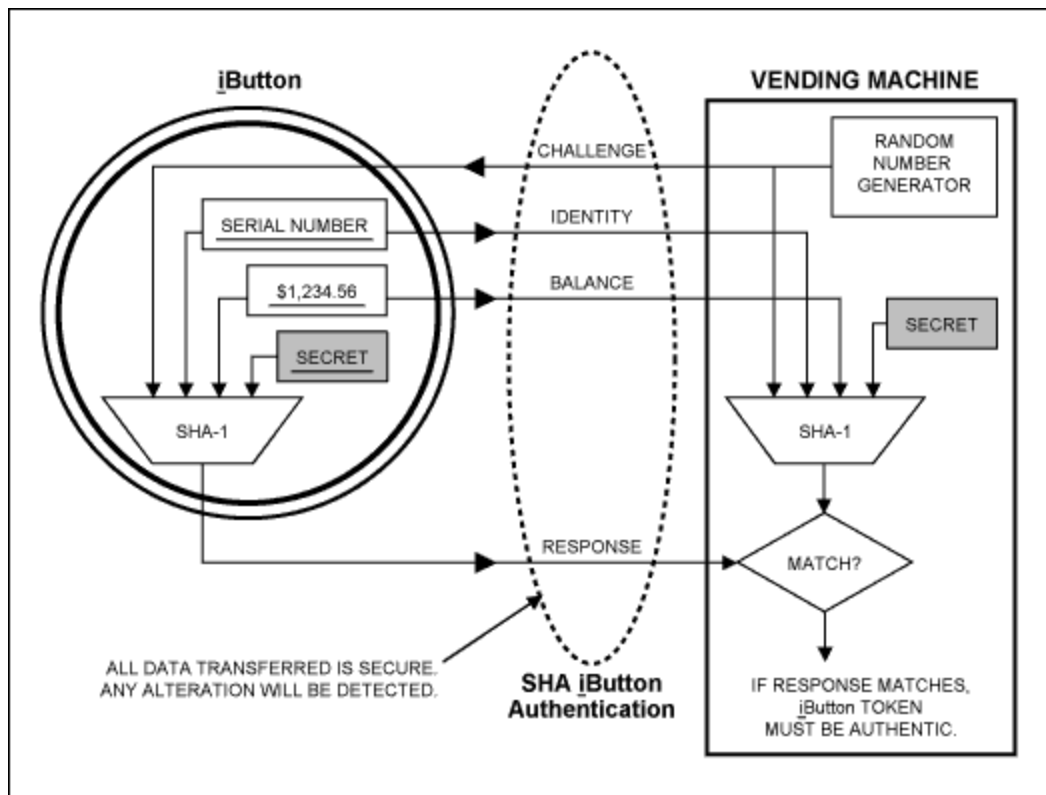 iButton
VENDING MACHINE
CHALLENGE
RANDOM
NUMBER
GENERATOR
SERIAL NUMBER
IDENTITY
$1,234.56
BALANCE
SECRET
SECRET
SHA-1
SHA-1
RESPONSE
MATCH?
ALL DATA TRANSFERRED IS SECURE.
ANY ALTERATION WILL BE DETECTED.
SHA iButton
Authentication
IF RESPONSE MATCHES,
iButton TOKEN
MUST BE AUTHENTIC.